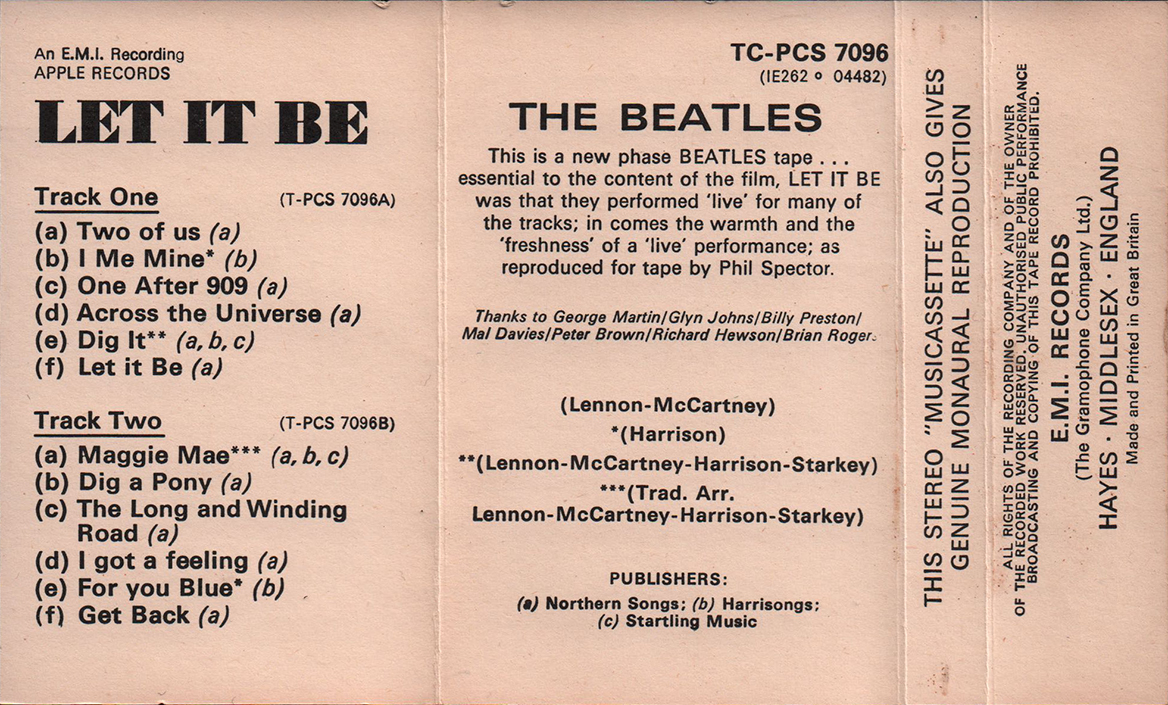 An E.M.I. Recording
APPLE RECORDS
LET IT BE
Track One (T-PCS 7096A)
(a) Two of us (a)
(b) I Me Mine* (b)
(c) One After 909 (a)
(d) Across the Universe (a)
(e) Dig It** (a, b, c)
(f) Let it Be (a)
Track Two (T-PCS 7096B)
(a) Maggie Mae*** (a, b, c)
(b) Dig a Pony (a)
(c) The Long and Winding
Road (a)
(d) I got a feeling (a)
(e) For you Blue* (b)
(f) Get Back (a)
TC-PCS 7096
(IE262 o 04482)
THE BEATLES
This is a new phase BEATLES tape . . .
essential to the content of the film, LET IT BE
was that they performed 'live' for many of
the tracks; in comes the warmth and the
'freshness' of a 'live' performance; as
reproduced for tape by Phil Spector.
Thanks to George Martin/Glyn Johns/Billy Preston/
Mal Davies/Peter Brown/Richard Hewson/Brian Rogers
(Lennon-McCartney)
*(Harrison)
**(Lennon-McCartney-Harrison-Starkey)
***(Trad. Arr.
Lennon-McCartney-Harrison-Starkey)
PUBLISHERS:
(a) Northern Songs; (b) Harrisongs;
(c) Startling Music
THIS STEREO "MUSICASSETTE" ALSO GIVES
GENUINE MONAURAL REPRODUCTION
ALL RIGHTS OF THE RECORDING COMPANY AND OF THE OWNER
OF THE RECORDED WORK RESERVED. UNAUTHORISED PUBLIC PERFORMANCE
BROADCASTING AND COPYING OF THIS TAPE RECORD PROHIBITED.
E.M.I. RECORDS
(The Gramophone Company Ltd.)
HAYES · MIDDLESEX · ENGLAND
Made and Printed in Great Britain